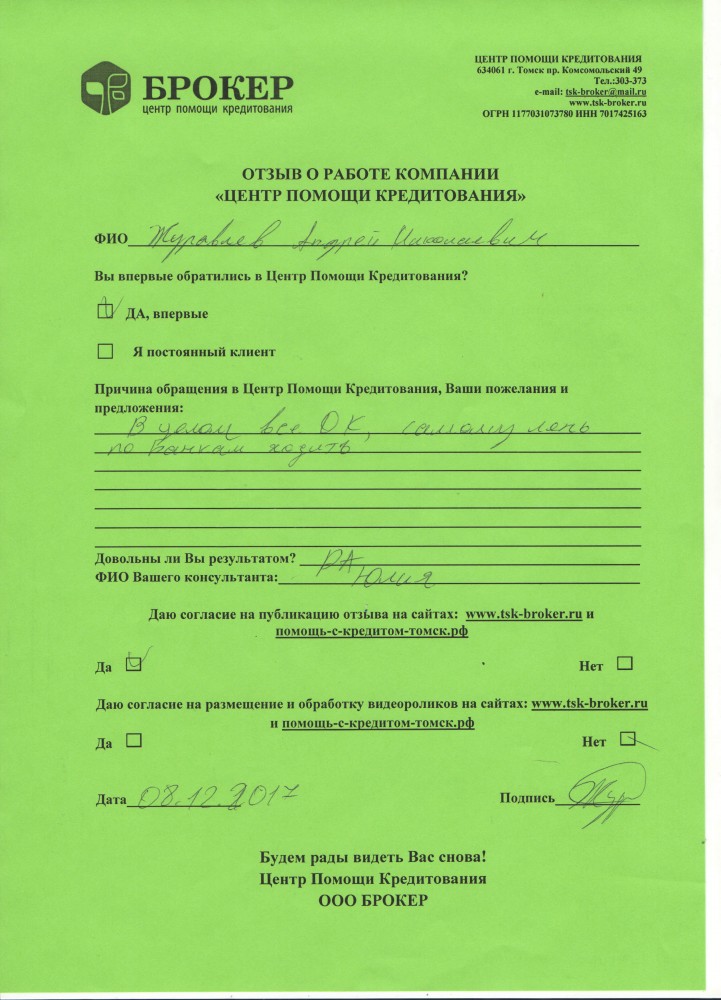 БРОКЕР
центр помощи кредитования
ЦЕНТР ПОМОЩИ КРЕДИТОВАНИЯ
634061 г. Томск пр. Комсомольский 49
Тел.:303-373
e-mail: tsk-broker@mail.ru
www.tsk-broker.ru
ОГРН 1177031073780 ИНН 7017425163
ОТЗЫВ О РАБОТЕ КОМПАНИИ
«ЦЕНТР ПОМОЩИ КРЕДИТОВАНИЯ»
ФИО Журавлев Андрей Николаевич
Вы впервые обратились в Центр Помощи Кредитования?
ДА, впервые
Я постоянный клиент
Причина обращения в Центр Помощи Кредитования, Ваши пожелания и
предложения:
В целом все ОК, самому лень
по банкам ходить
Довольны ли Вы результатом? ДА
ФИО Вашего консультанта: Юлия
Даю согласие на публикацию отзыва на сайтах: www.tsk-broker.ru и
помощь-с-кредитом-томск.рф
Да Нет
Даю согласие на размещение и обработку видеороликов на сайтах: www.tsk-broker.ru
и помощь-с-кредитом-томск.рф
Да Нет
Дата 08.12.2017 Подпись Жур
Будем рады видеть Вас снова!
Центр Помощи Кредитования
ООО БРОКЕР